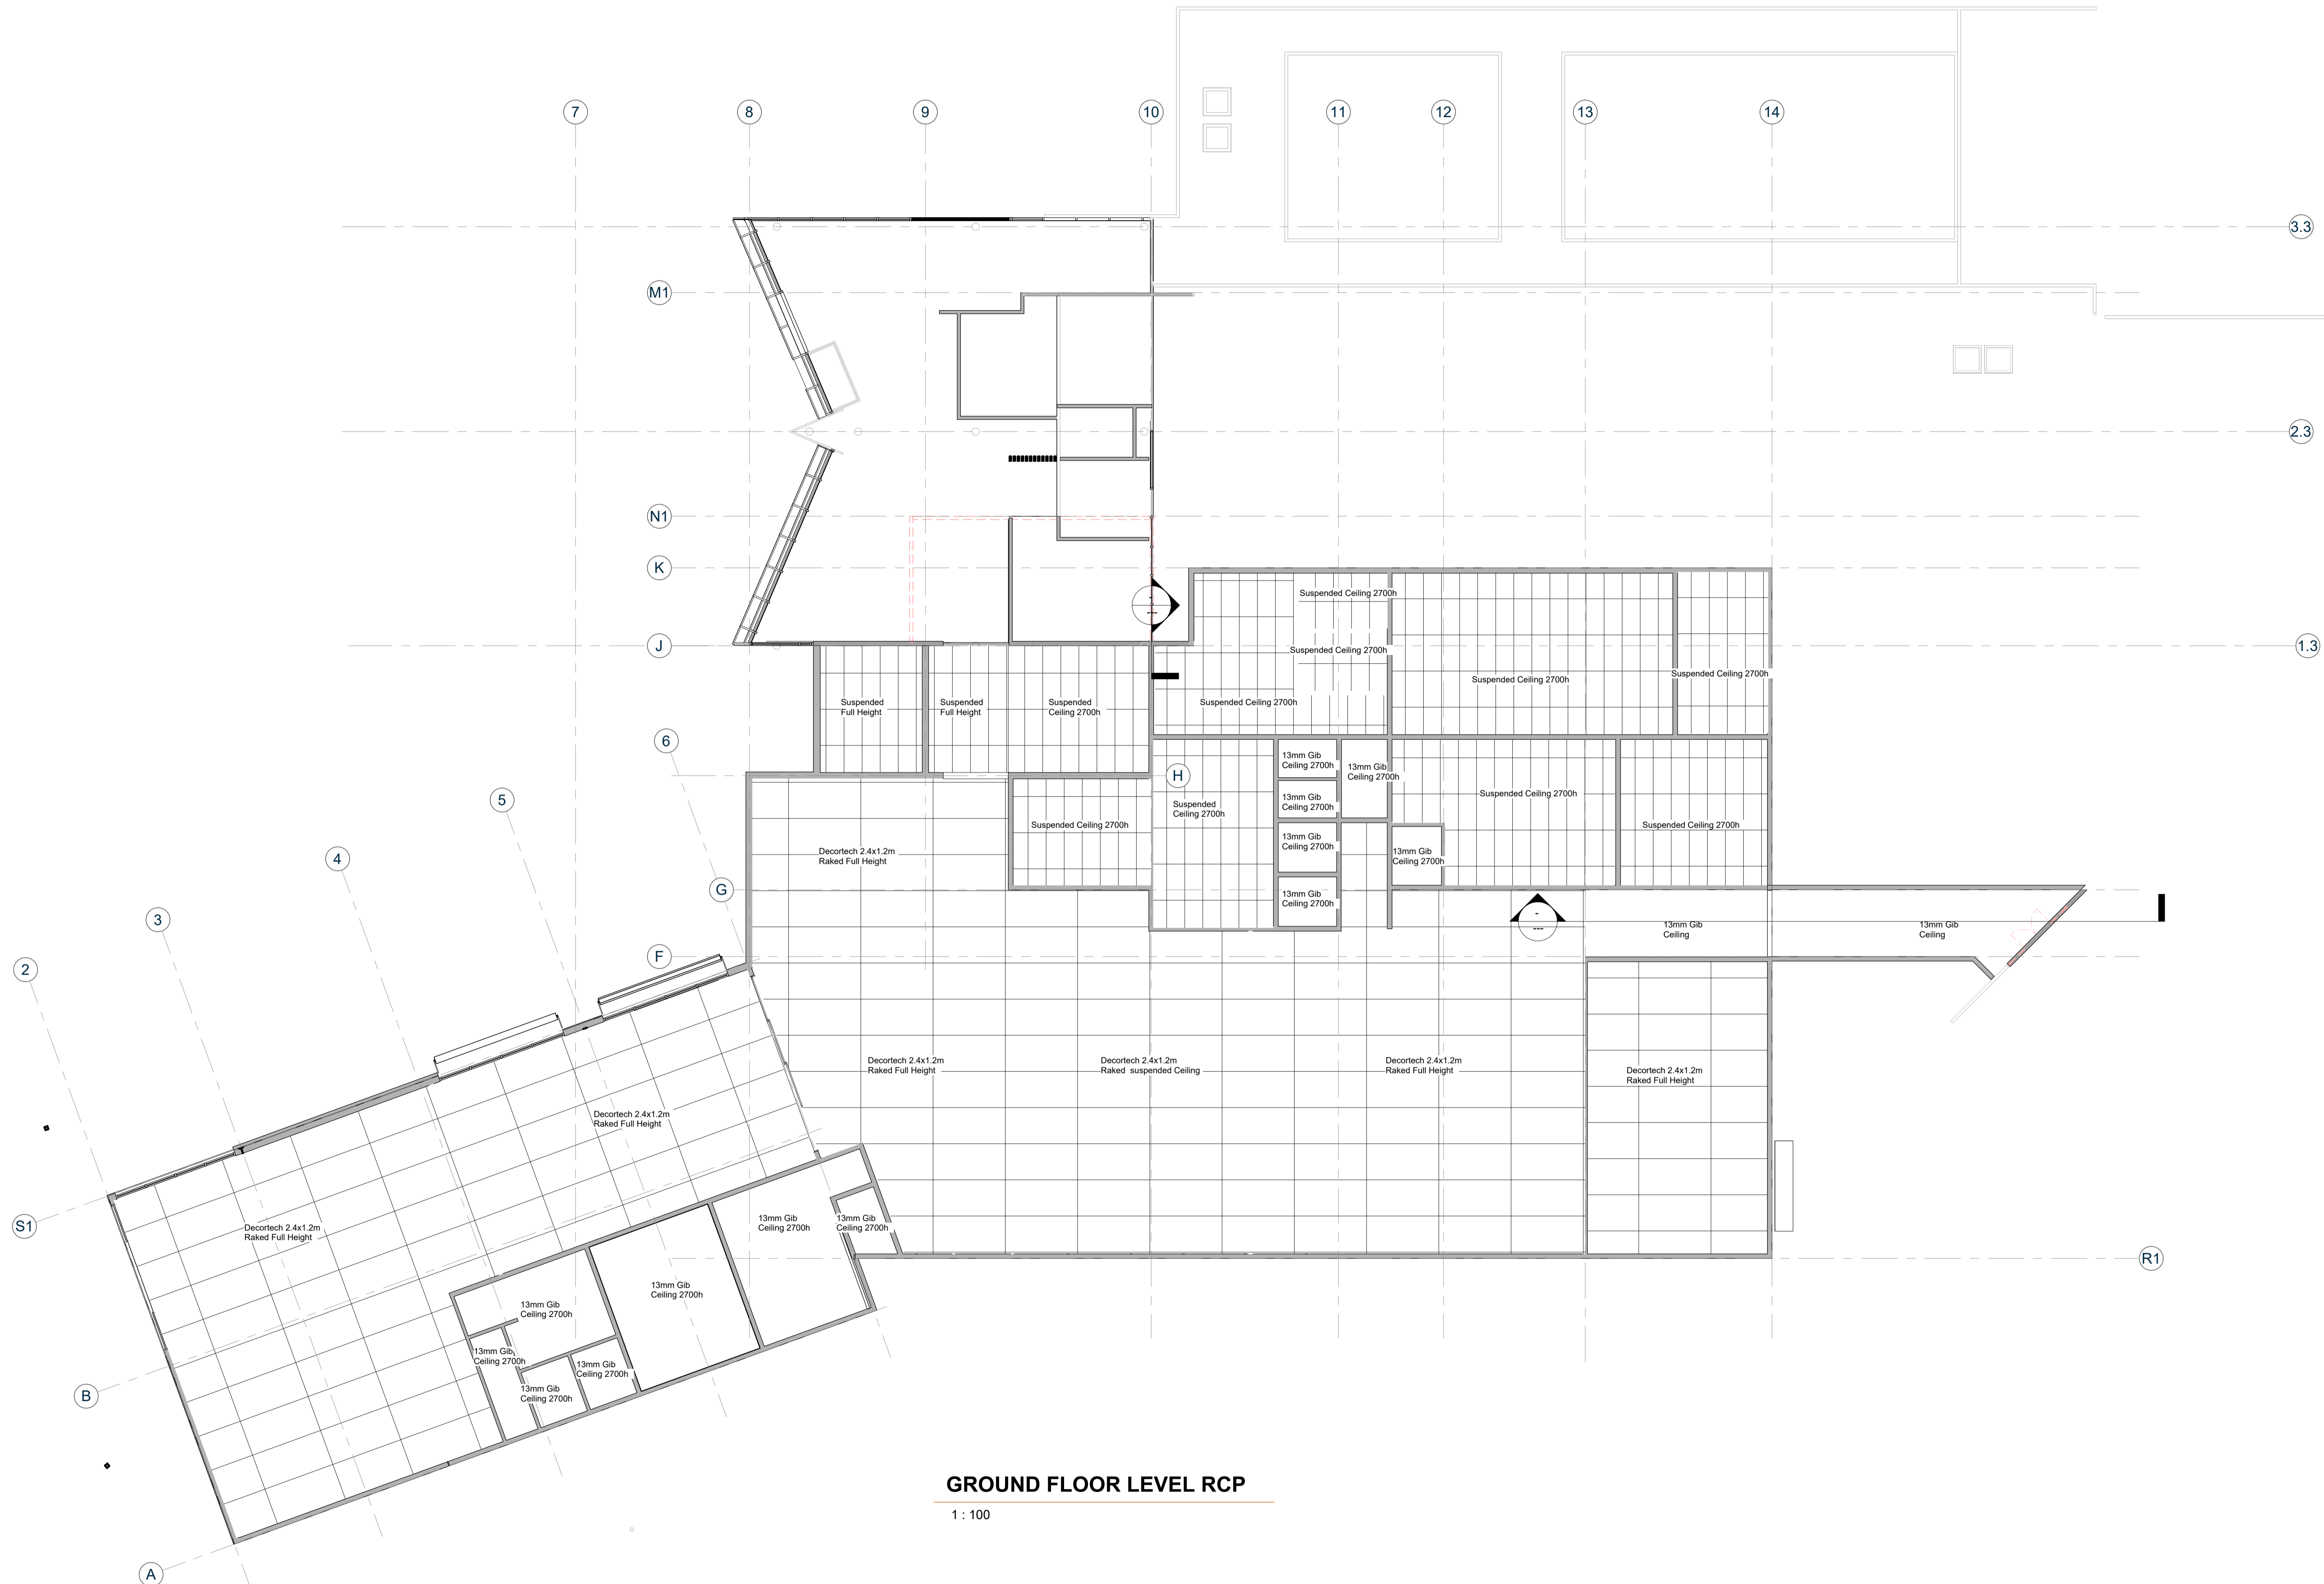 7
8
9
10
11
12
13
14
3.3
M1
2.3
N1
K
-
---
Suspended Ceiling 2700h
J
Suspended Ceiling 2700h
1.3
Suspended Ceiling 2700h
Suspended Ceiling 2700h
Suspended
Full Height
Suspended
Full Height
Suspended
Ceiling 2700h
Suspended Ceiling 2700h
6
H
13mm Gib
Ceiling 2700h
13mm Gib
Ceiling 2700h
5
Suspended
Ceiling 2700h
13mm Gib
Ceiling 2700h
Suspended Ceiling 2700h
Suspended Ceiling 2700h
Suspended Ceiling 2700h
13mm Gib
Ceiling 2700h
4
Decortech 2.4x1.2m
Raked Full Height
13mm Gib
Ceiling 2700h
G
13mm Gib
Ceiling 2700h
3
-
---
13mm Gib
Ceiling
13mm Gib
Ceiling
F
2
Decortech 2.4x1.2m
Raked Full Height
Decortech 2.4x1.2m
Raked suspended Ceiling
Decortech 2.4x1.2m
Raked Full Height
Decortech 2.4x1.2m
Raked Full Height
Decortech 2.4x1.2m
Raked Full Height
S1
Decortech 2.4x1.2m
Raked Full Height
13mm Gib
Ceiling 2700h
13mm Gib
Ceiling 2700h
R1
13mm Gib
Ceiling 2700h
13mm Gib
Ceiling 2700h
13mm Gib
Ceiling 2700h
13mm Gib
Ceiling 2700h
13mm Gib
Ceiling 2700h
B
A
GROUND FLOOR LEVEL RCP
1 : 100